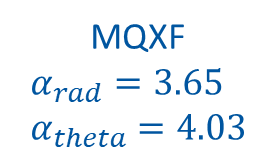 MQXF
α_rad = 3.65
α_theta = 4.03